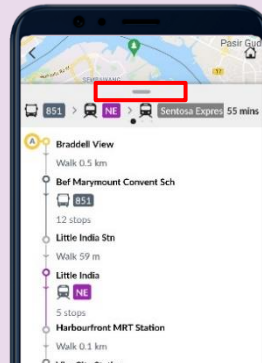 Pasir Gud
SEMBAWANG
851 > NE > Sentosa Expres 55 mins
A Braddell View
Walk 0.5 km
Bef Marymount Convent Sch
851
12 stops
Little India Stn
Walk 59 m
Little India
NE
5 stops
Harbourfront MRT Station
Walk 0.1 km